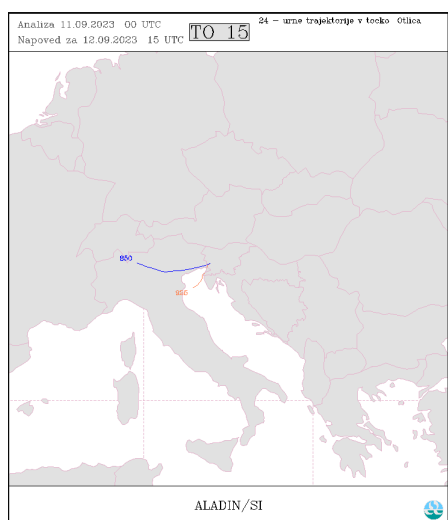 Analiza 11.09.2023 00 UTC
Napoved za 12.09.2023 15 UTC
TO 15
24 - urne trajektorije v tocko Otlica
850
ALADIN/SI